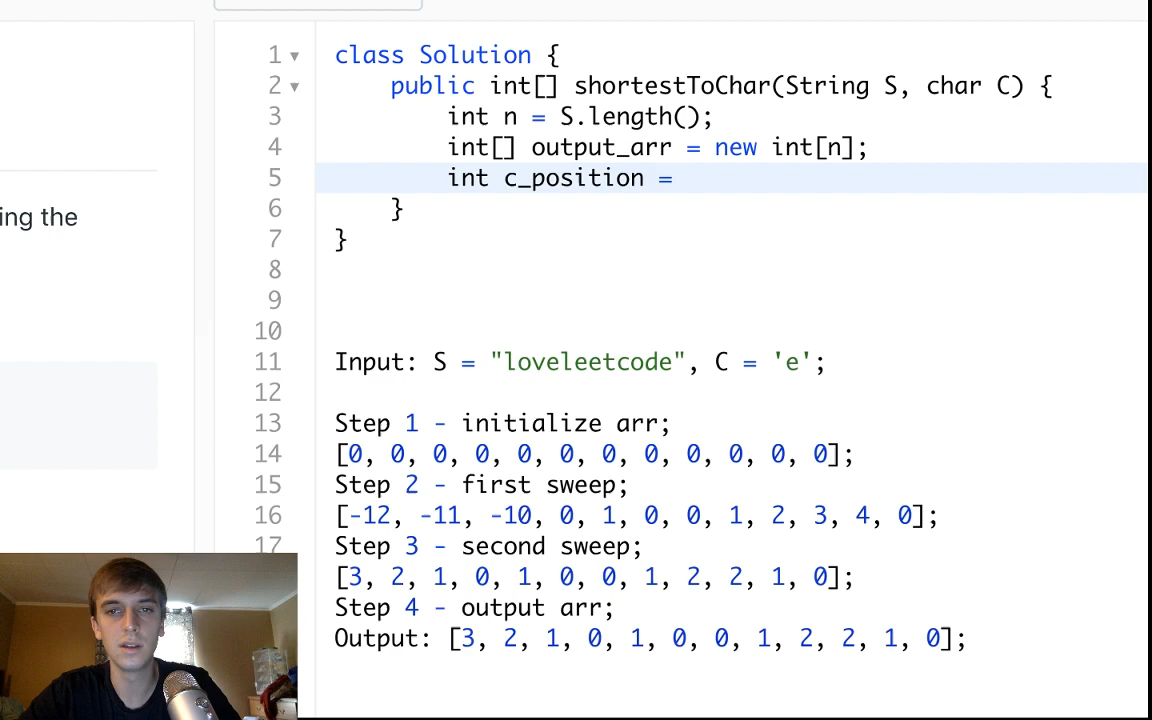 1 class Solution {
2 public int[] shortestToChar(String S, char C) {
3 int n = S.length();
4 int[] output_arr = new int[n];
ing the
5 int c_position =
6 }
7 }
8
9
10
11 Input: S = "loveleetcode", C = 'e';
12
13 Step 1 - initialize arr;
14 [0, 0, 0, 0, 0, 0, 0, 0, 0, 0, 0, 0];
15 Step 2 - first sweep;
16 [-12, -11, -10, 0, 1, 0, 0, 1, 2, 3, 4, 0];
17 Step 3 - second sweep;
[3, 2, 1, 0, 1, 0, 0, 1, 2, 2, 1, 0];
Step 4 - output arr;
Output: [3, 2, 1, 0, 1, 0, 0, 1, 2, 2, 1, 0];